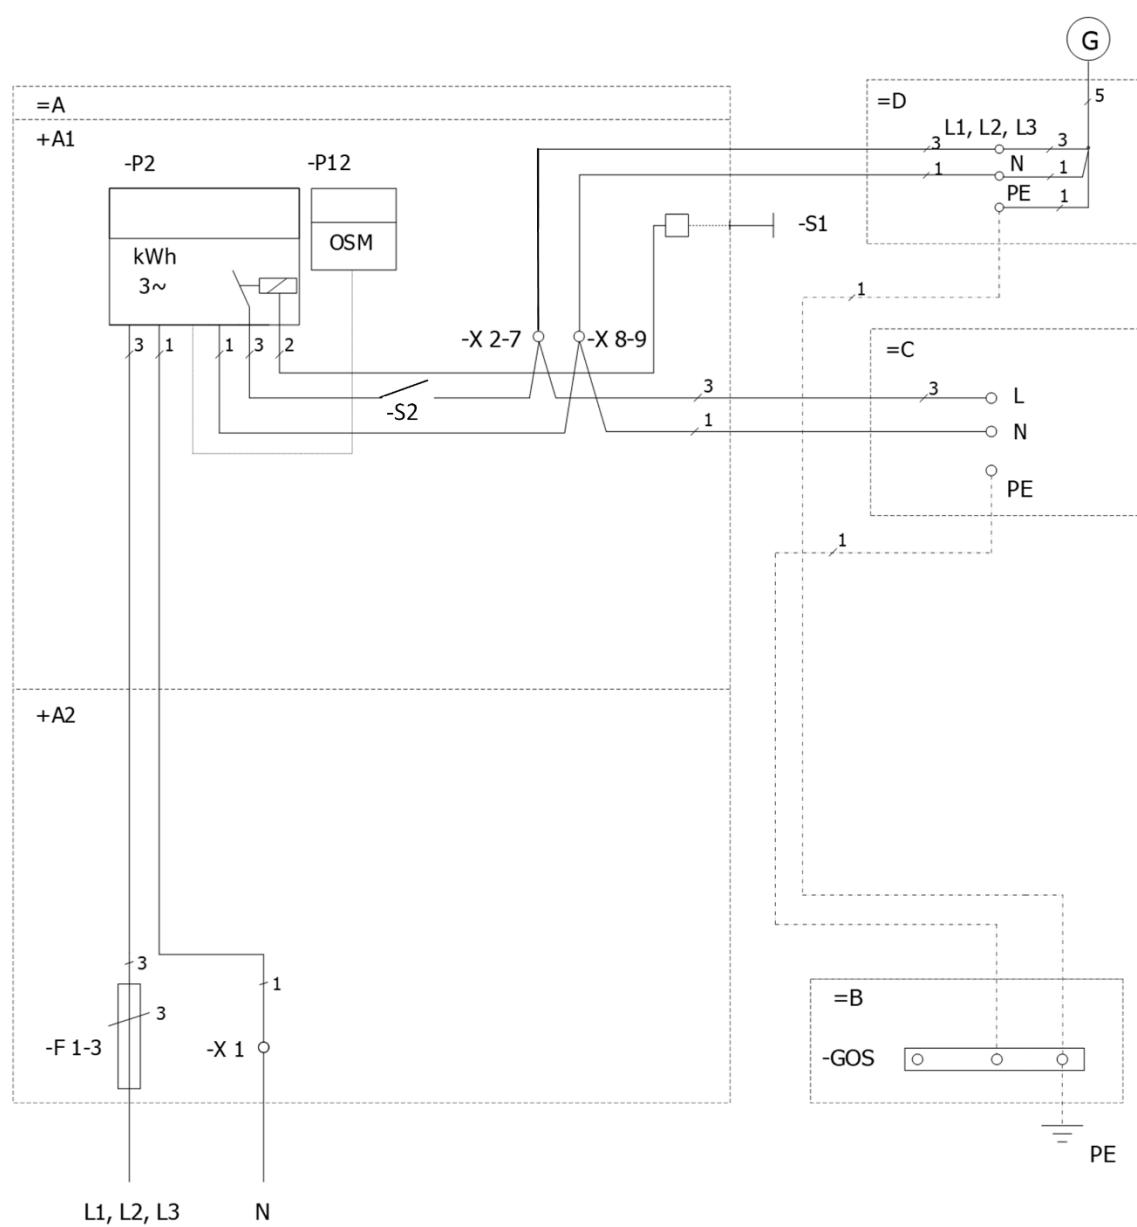 G
=A
=D
5
+A1
L1, L2, L3
3
3
-P2
-P12
N
1
1
PE
1
-S1
OSM
kWh
3~
1
3
1
1
3
2
-X 2-7
-X 8-9
=C
3
3
L
-S2
1
N
PE
1
+A2
3
1
=B
3
-F 1-3
-X 1
-GOS
PE
L1, L2, L3
N